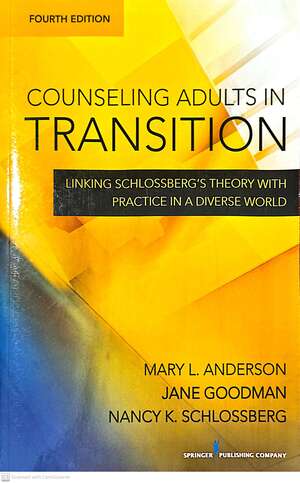 FOURTH EDITION
COUNSELING ADULTS IN
TRANSITION
LINKING SCHLOSSBERG'S THEORY WITH
PRACTICE IN A DIVERSE WORLD
MARY L. ANDERSON
JANE GOODMAN
NANCY K. SCHLOSSBERG
SPRINGER PUBLISHING COMPANY